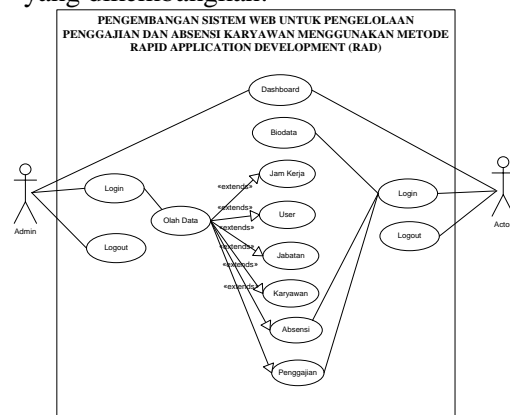 yang dikembangkan.
PENGEMBANGAN SISTEM WEB UNTUK PENGELOLAAN
PENGGAJIAN DAN ABSENSI KARYAWAN MENGGUNAKAN METODE
RAPID APPLICATION DEVELOPMENT (RAD)
Dashboard
Biodata
Jam Kerja
«extends»
Login
Login
User
«extends»
Olah Data
Admin
Acto
«extends»
Logout
Logout
Jabatan
«extends»
«extends»
Karyawan
«extends»
Absensi
Penggajian